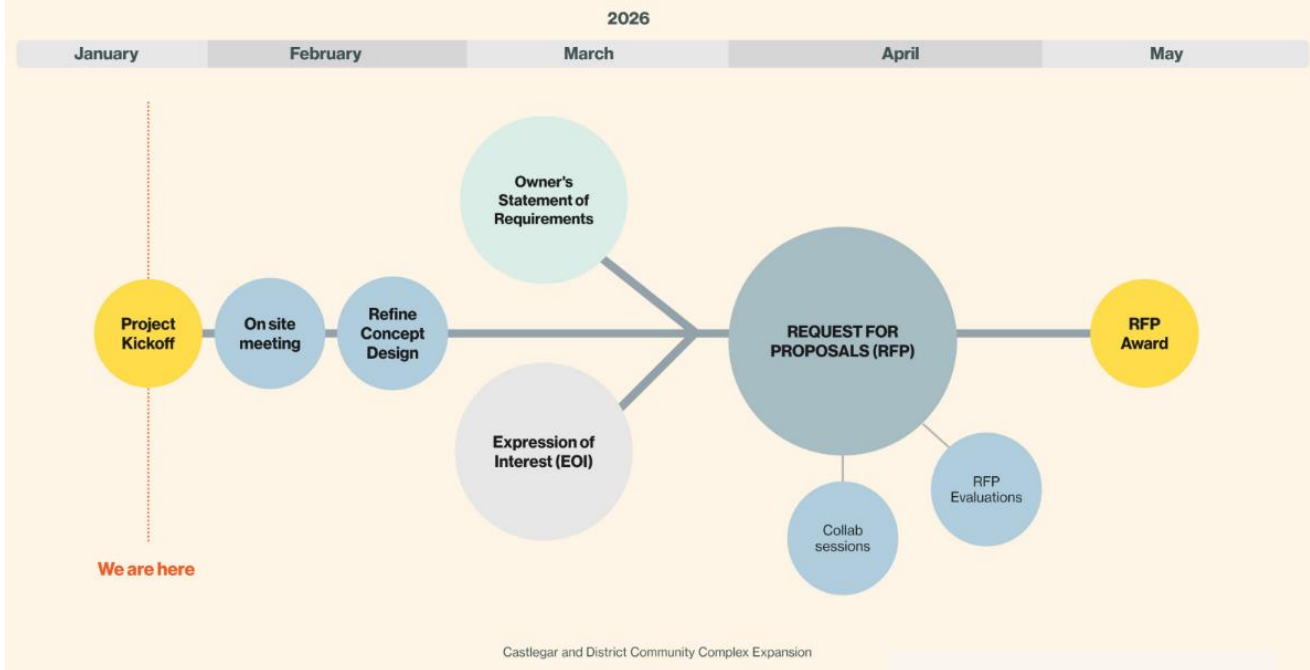 2026
January
February
March
April
May
Owner's
Statement of
Requirements
Project
Kickoff
On site
meeting
Refine
Concept
Design
REQUEST FOR
PROPOSALS (RFP)
RFP
Award
Expression of
Interest (EOI)
RFP
Evaluations
Collab
sessions
We are here
Castlegar and District Community Complex Expansion